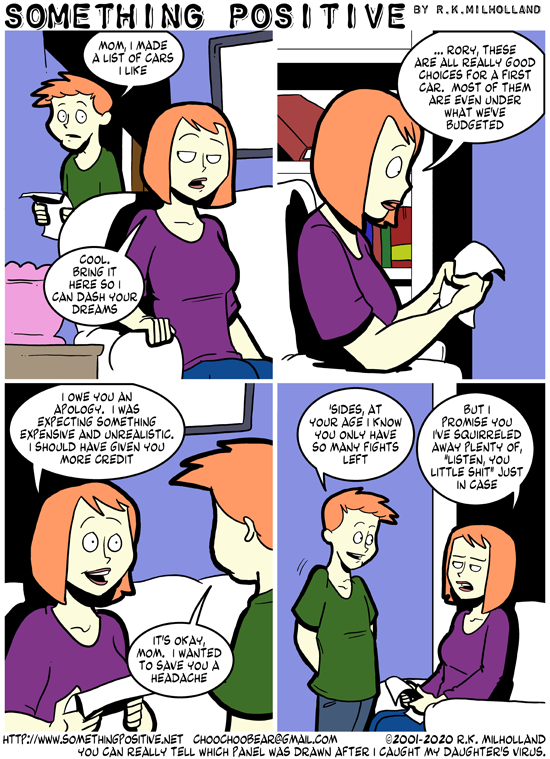 SOMETHING POSITIVE BY R.K.MILHOLLAND
MOM, I MADE
A LIST OF CARS
I LIKE
COOL.
BRING IT
HERE SO I
CAN DASH YOUR
DREAMS
... RORY, THESE
ARE ALL REALLY GOOD
CHOICES FOR A FIRST
CAR. MOST OF THEM
ARE EVEN UNDER
WHAT WE'VE
BUDGETED
I OWE YOU AN
APOLOGY. I WAS
EXPECTING SOMETHING
EXPENSIVE AND UNREALISTIC.
I SHOULD HAVE GIVEN YOU
MORE CREDIT
IT'S OKAY,
MOM. I WANTED
TO SAVE YOU A
HEADACHE
'SIDES, AT
YOUR AGE I KNOW
YOU ONLY HAVE
SO MANY FIGHTS
LEFT
BUT I
PROMISE YOU
I'VE SQUIRRELED
AWAY PLENTY OF,
"LISTEN, YOU
LITTLE SHIT" JUST
IN CASE
HTTP://WWW.SOMETHINGPOSITIVE.NET CHOOCHOOBEAR@GMAIL.COM ©2001-2020 R.K. MILHOLLAND
YOU CAN REALLY TELL WHICH PANEL WAS DRAWN AFTER I CAUGHT MY DAUGHTER'S VIRUS.